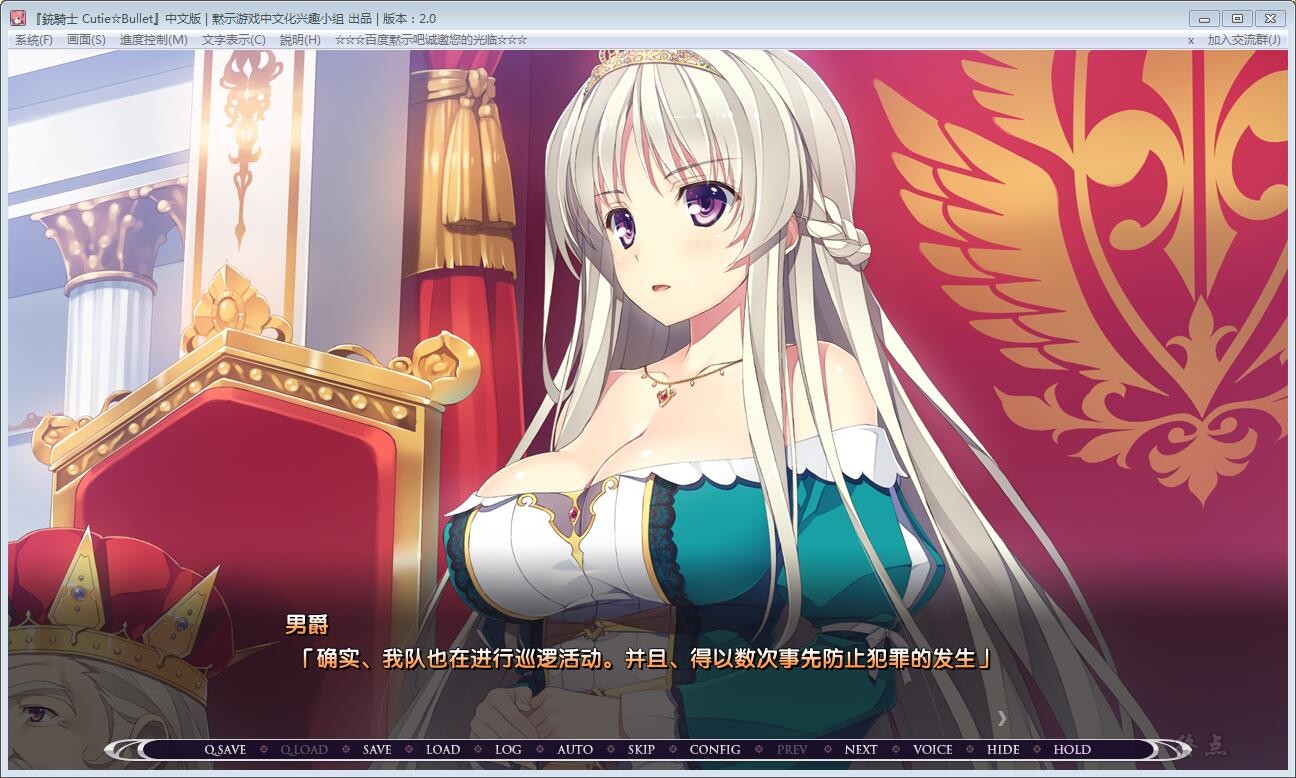 『銃騎士 Cutie☆Bullet』中文版 | 黙示游戏中文化兴趣小组 出品 | 版本：2.0
系统(F) 画面(S) 進度控制(M) 文字表示(C) 説明(H) ☆☆☆百度黙示吧诚邀您的光临☆☆☆ x 加入交流群(J)
男爵
「确实、我队也在进行巡逻活动。并且、得以数次事先防止犯罪的发生」
Q.SAVE Q.LOAD SAVE LOAD LOG AUTO SKIP CONFIG PREV NEXT VOICE HIDE HOLD